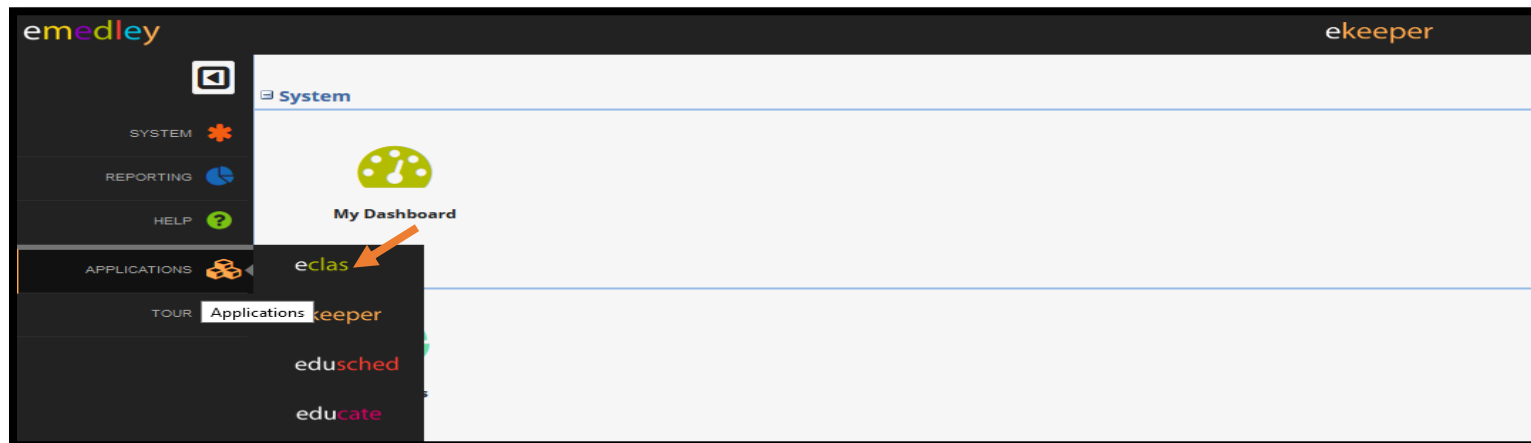 emedley
ekeeper
System
SYSTEM
REPORTING
HELP
APPLICATIONS
TOUR
My Dashboard
eclas
Applications
keeper
edusched
educate